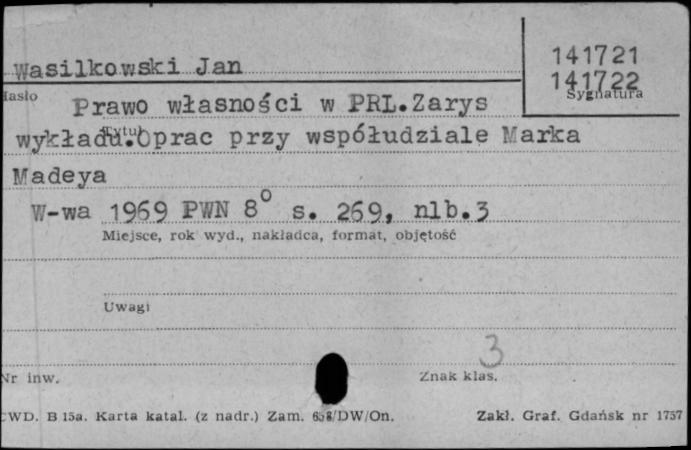 141721
Wasilkowski Jan
141722
Hasło
Sygnatura
Prawo własności w PRL.Zarys
Tytuł
wykładu.Oprac przy współudziale Marka
Madeya
W-wa 1969 PWN 8° s. 269, nlb.3
Miejsce, rok wyd., nakładca, format, objętość
Uwagi
3
Nr inw.
Znak klas.
CWD. B 15a. Karta katal. (z nadr.) Zam. /DW/On.
Zakł. Graf. Gdańsk nr 1757